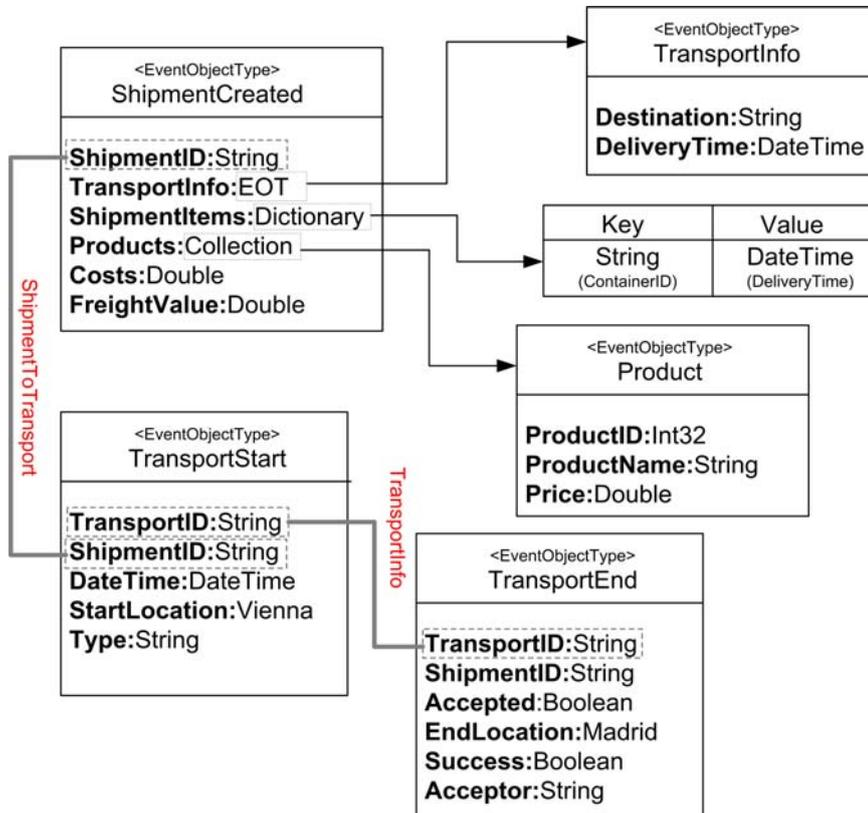 <EventObjectType>
ShipmentCreated
ShipmentID:String
TransportInfo:EOT
ShipmentItems:Dictionary
Products:Collection
Costs:Double
FreightValue:Double
<EventObjectType>
TransportInfo
Destination:String
DeliveryTime:DateTime
Key Value
String DateTime
(ContainerID) (DeliveryTime)
<EventObjectType>
Product
ProductID:Int32
ProductName:String
Price:Double
ShipmentToTransport
<EventObjectType>
TransportStart
TransportID:String
ShipmentID:String
DateTime:DateTime
StartLocation:Vienna
Type:String
TransportInfo
<EventObjectType>
TransportEnd
TransportID:String
ShipmentID:String
Accepted:Boolean
EndLocation:Madrid
Success:Boolean
Acceptor:String